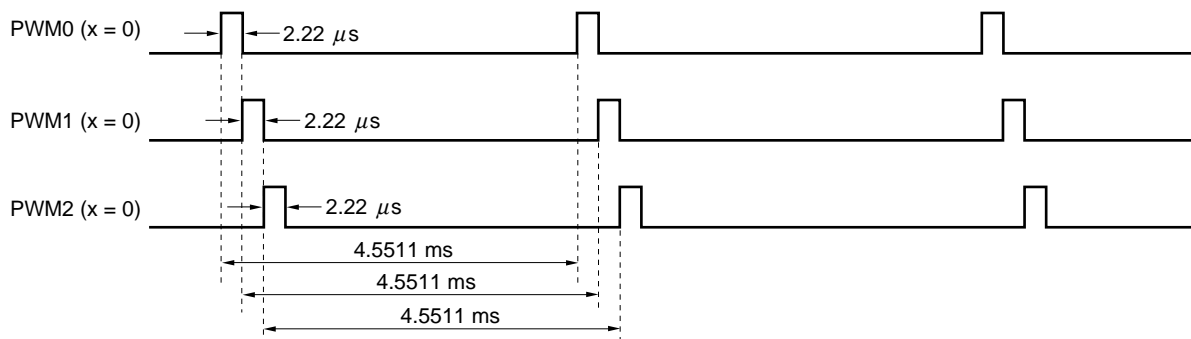 PWM0 (x = 0)
2.22 μs
PWM1 (x = 0)
2.22 μs
PWM2 (x = 0)
2.22 μs
4.5511 ms
4.5511 ms
4.5511 ms